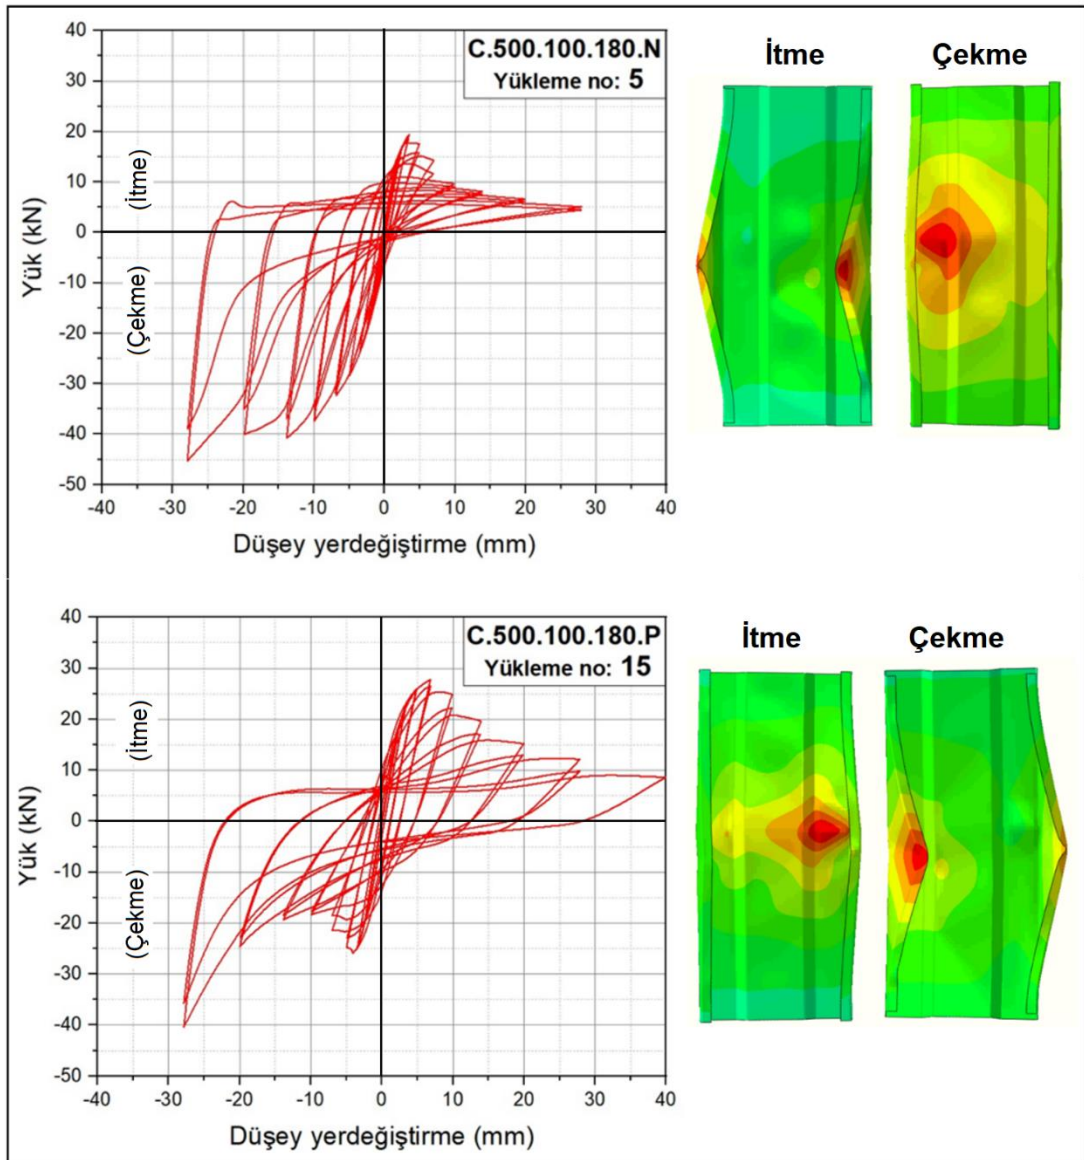 C.500.100.180.N
Yükleme no: 5
İtme
Çekme
Yük (kN)
(İtme)
(Çekme)
40
30
20
10
0
-10
-20
-30
-40
-50
-40 -30 -20 -10 0 10 20 30 40
Düşey yerdeğiştirme (mm)
C.500.100.180.P
Yükleme no: 15
İtme
Çekme
Yük (kN)
(İtme)
(Çekme)
40
30
20
10
0
-10
-20
-30
-40
-50
-40 -30 -20 -10 0 10 20 30 40
Düşey yerdeğiştirme (mm)